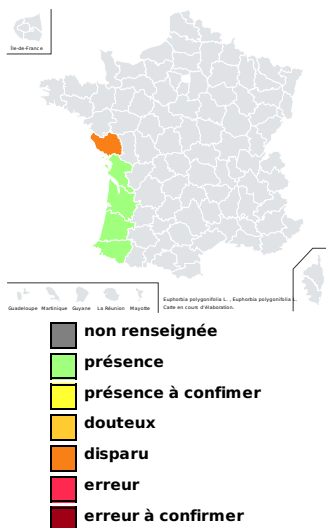 Île-de-France
Guadeloupe Martinique Guyane La Réunion Mayotte
Euphorbia polygonifolia L. , Euphorbia polygonifolia L.
Carte en cours d'élaboration.
non renseignée
présence
présence à confimer
douteux
disparu
erreur
erreur à confirmer